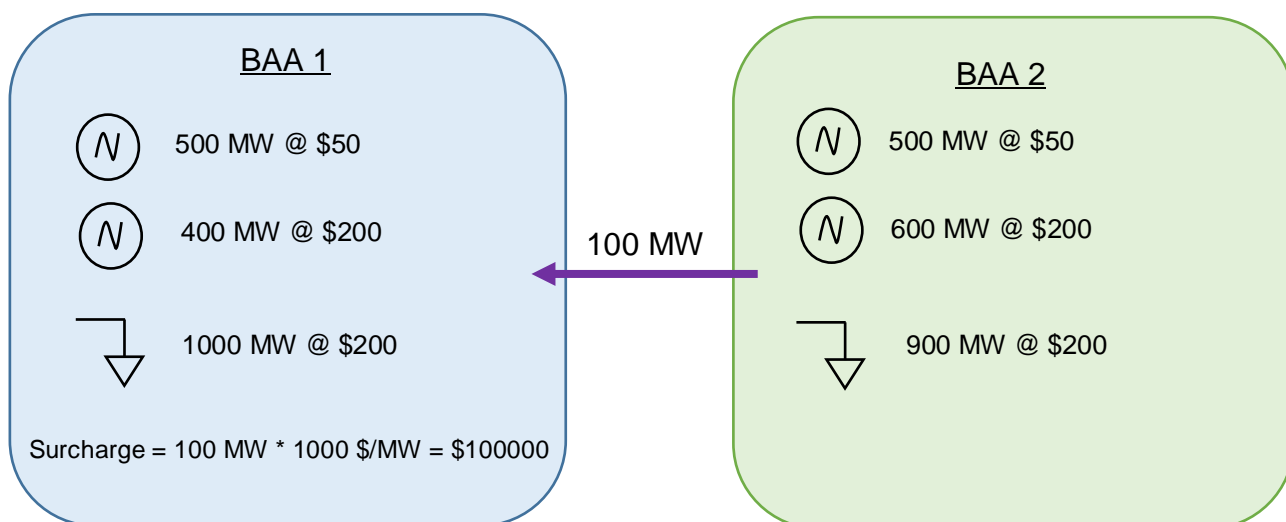 BAA 1
500 MW @ $50
400 MW @ $200
1000 MW @ $200
Surcharge = 100 MW * 1000 $/MW = $100000
100 MW
BAA 2
500 MW @ $50
600 MW @ $200
900 MW @ $200